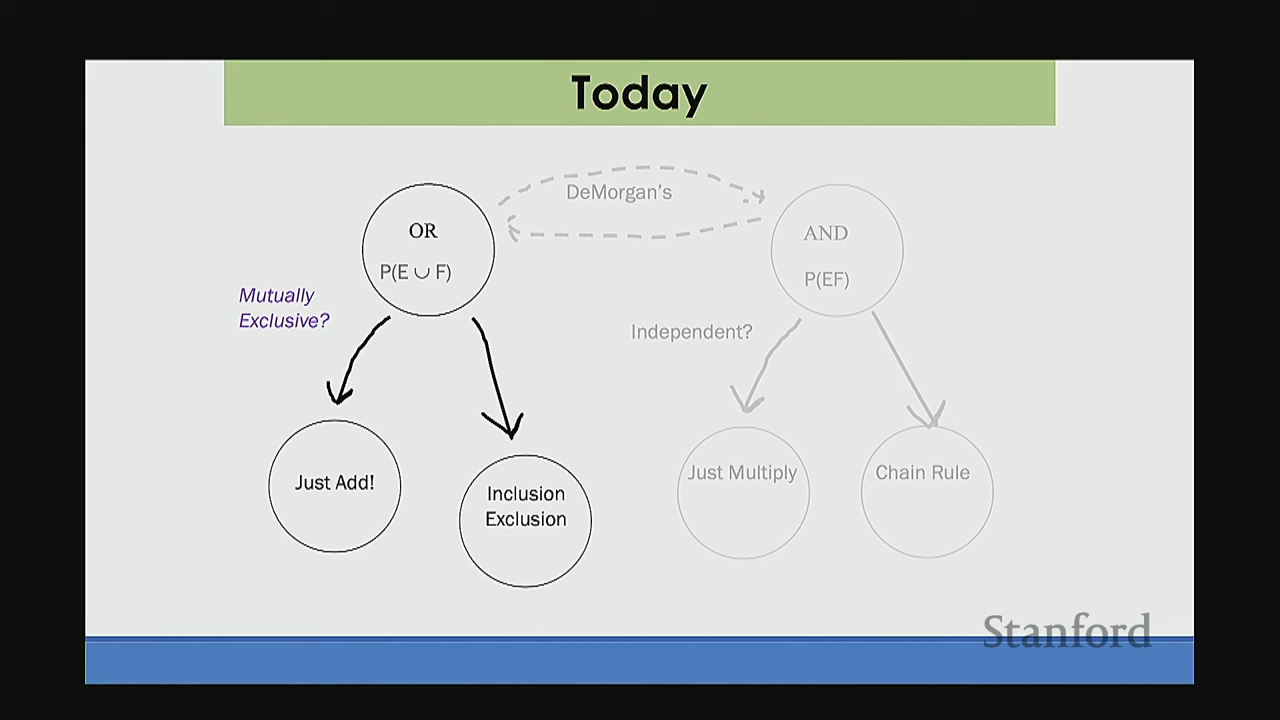 Today
DeMorgan's
OR
P(E ∪ F)
AND
P(EF)
Mutually
Exclusive?
Independent?
Just Add!
Inclusion
Exclusion
Just Multiply
Chain Rule
Stanford